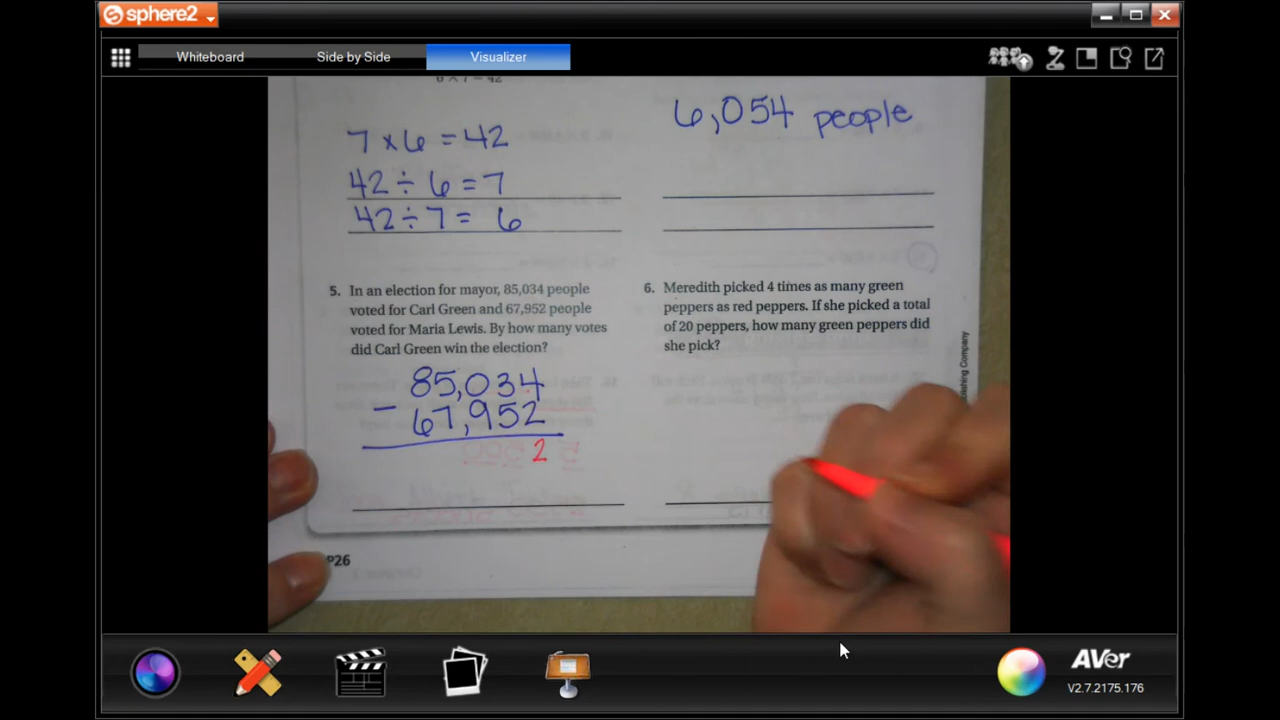 sphere2
Whiteboard Side by Side Visualizer
6 × 7 = 42
7 × 6 = 42
42 ÷ 6 = 7
42 ÷ 7 = 6
6,054 people
5. In an election for mayor, 85,034 people
voted for Carl Green and 67,952 people
voted for Maria Lewis. By how many votes
did Carl Green win the election?
85,034
- 67,952
2
6. Meredith picked 4 times as many green
peppers as red peppers. If she picked a total
of 20 peppers, how many green peppers did
she pick?
P26
AVer
V2.7.2175.176